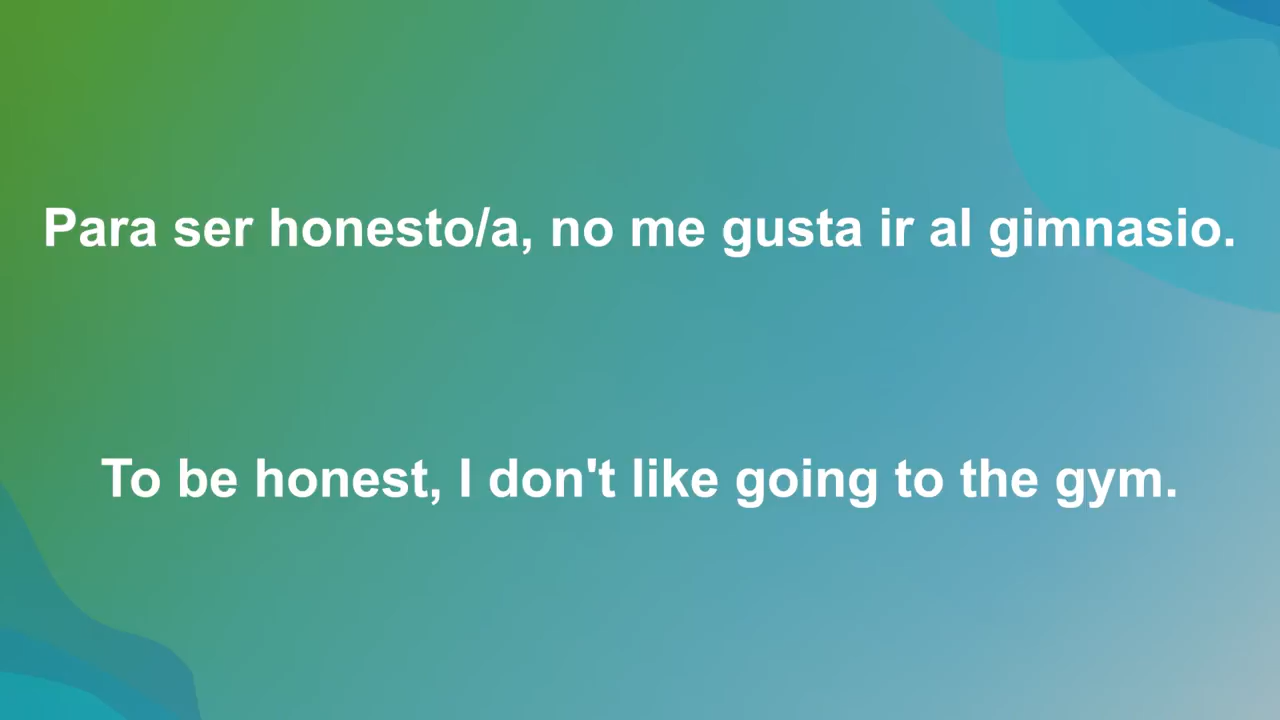 Para ser honesto/a, no me gusta ir al gimnasio.
To be honest, I don't like going to the gym.